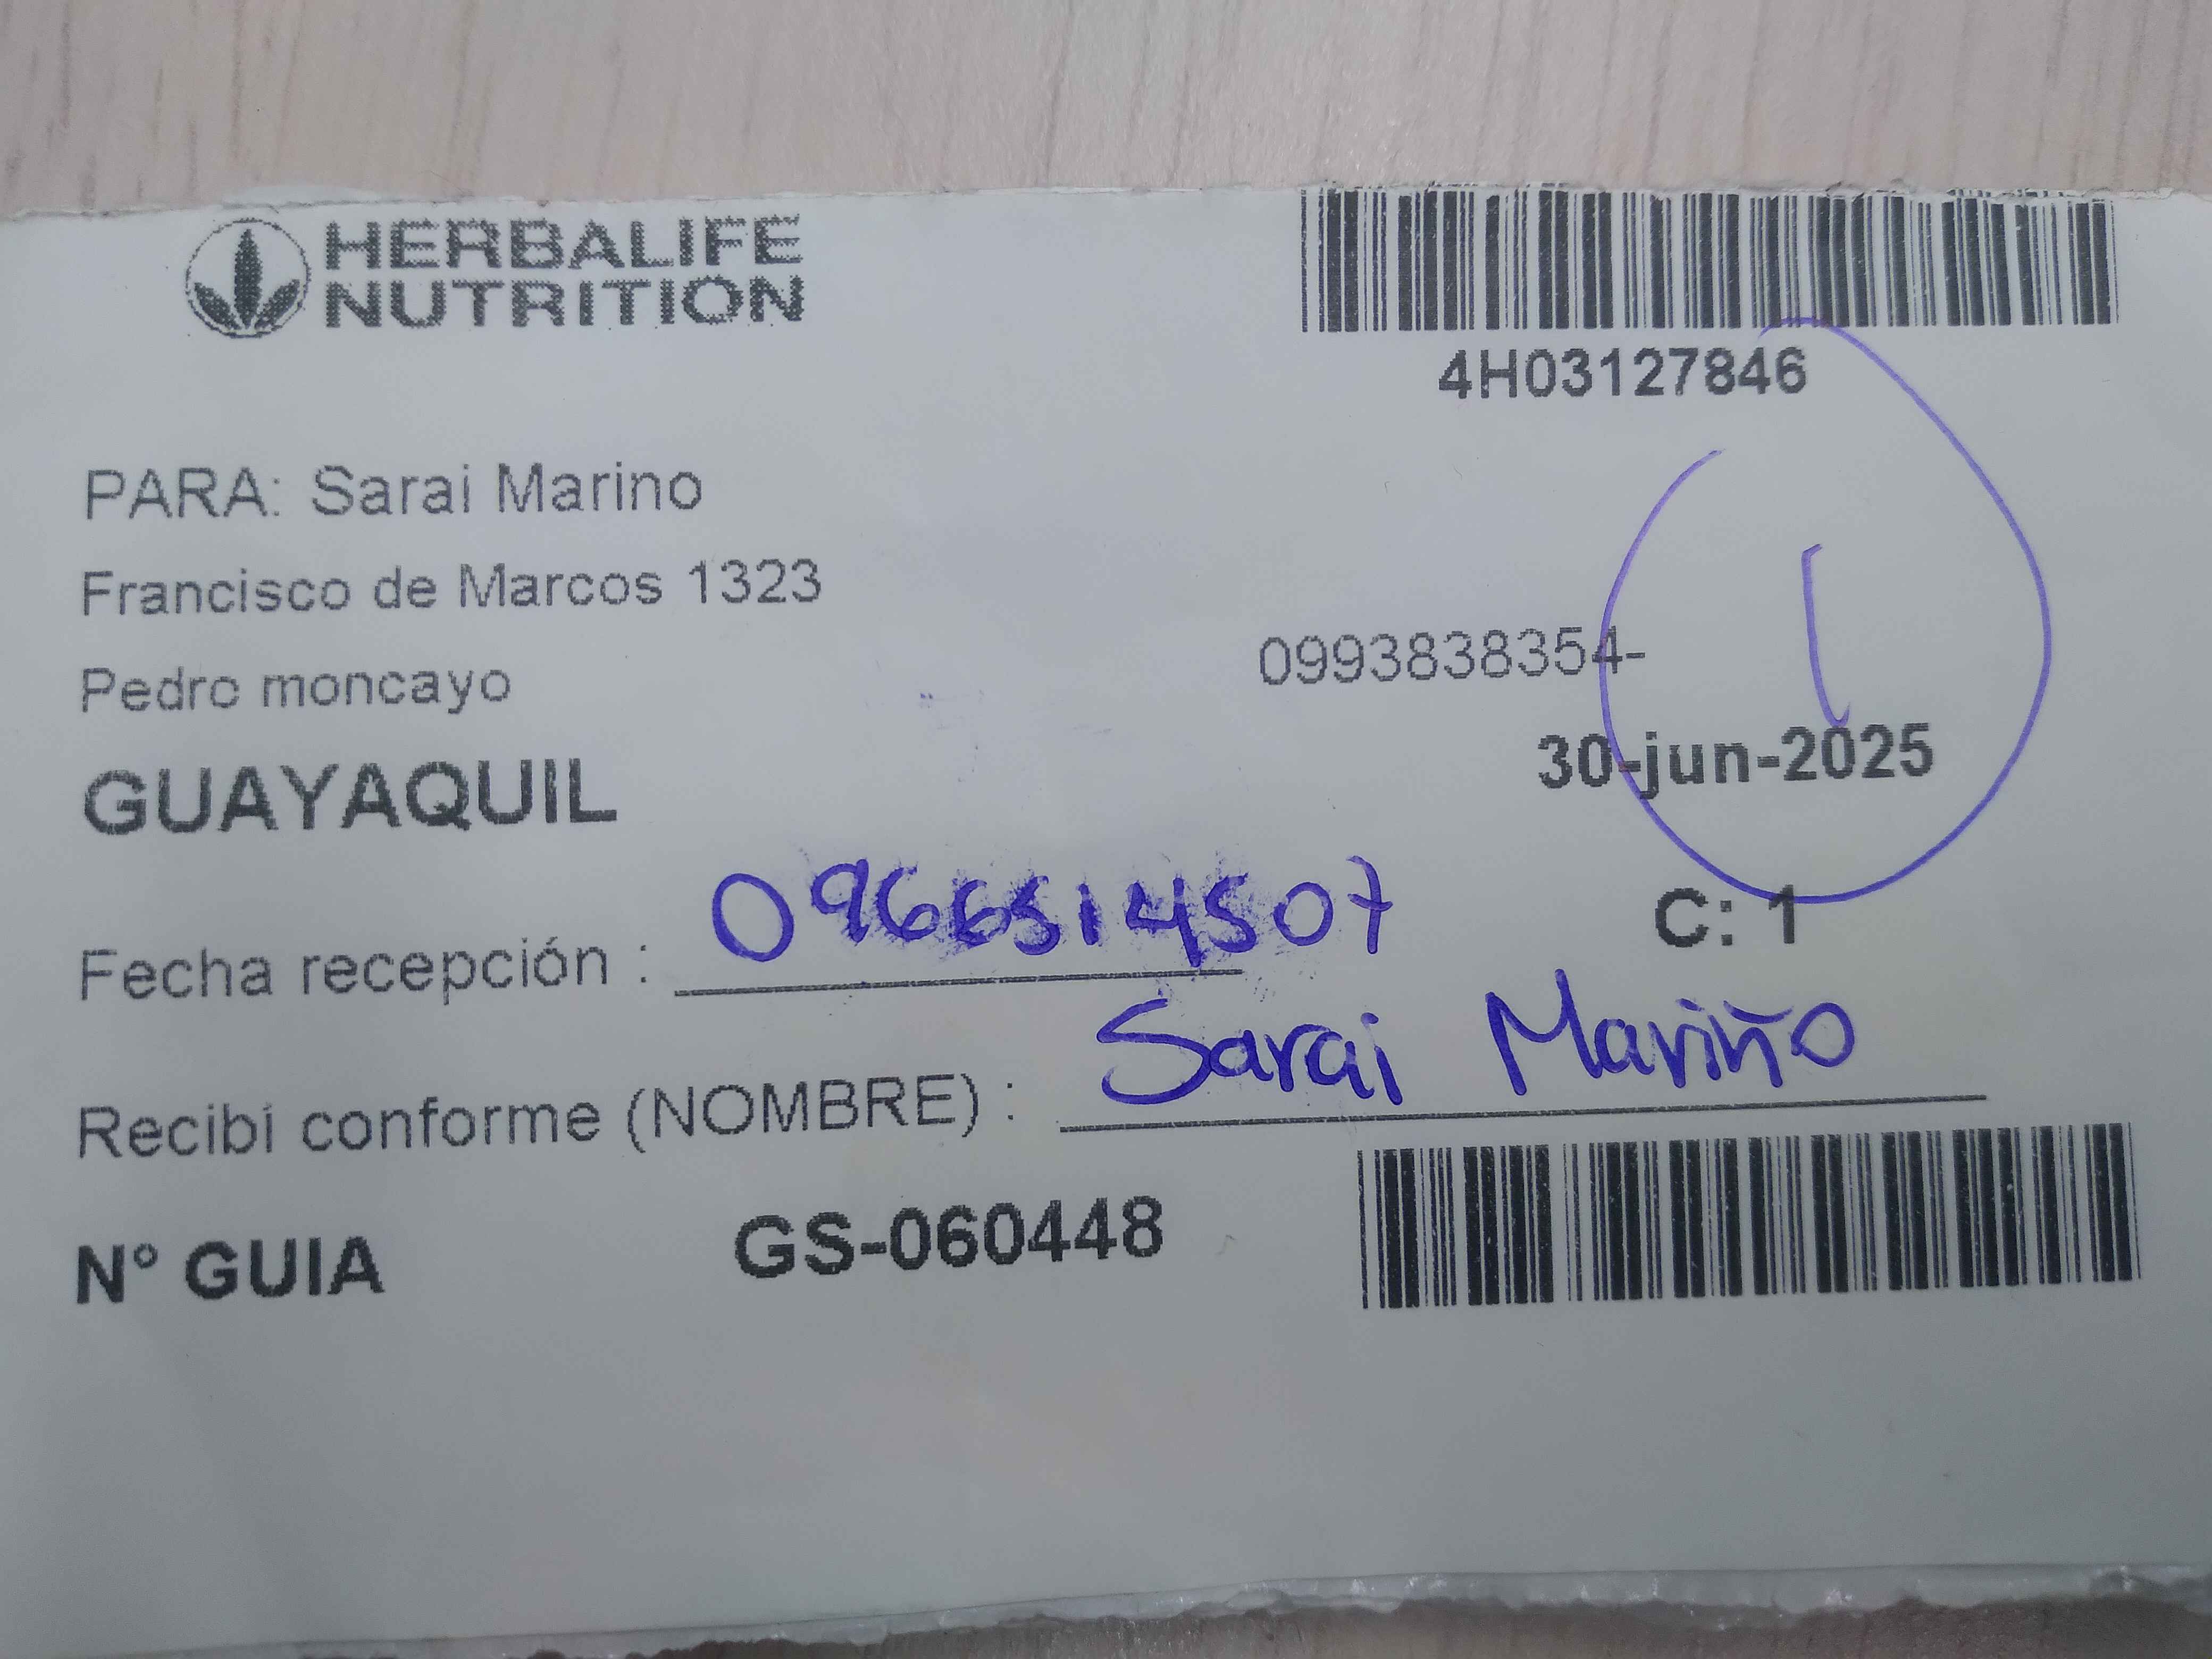 HERBALIFE
NUTRITION
4H03127846
PARA: Sarai Marino
Francisco de Marcos 1323
Pedro moncayo
0993838354-
1
GUAYAQUIL
30-jun-2025
Fecha recepción : 0966514507
C: 1
Recibí conforme (NOMBRE) : Sarai Mariño
N° GUIA GS-060448